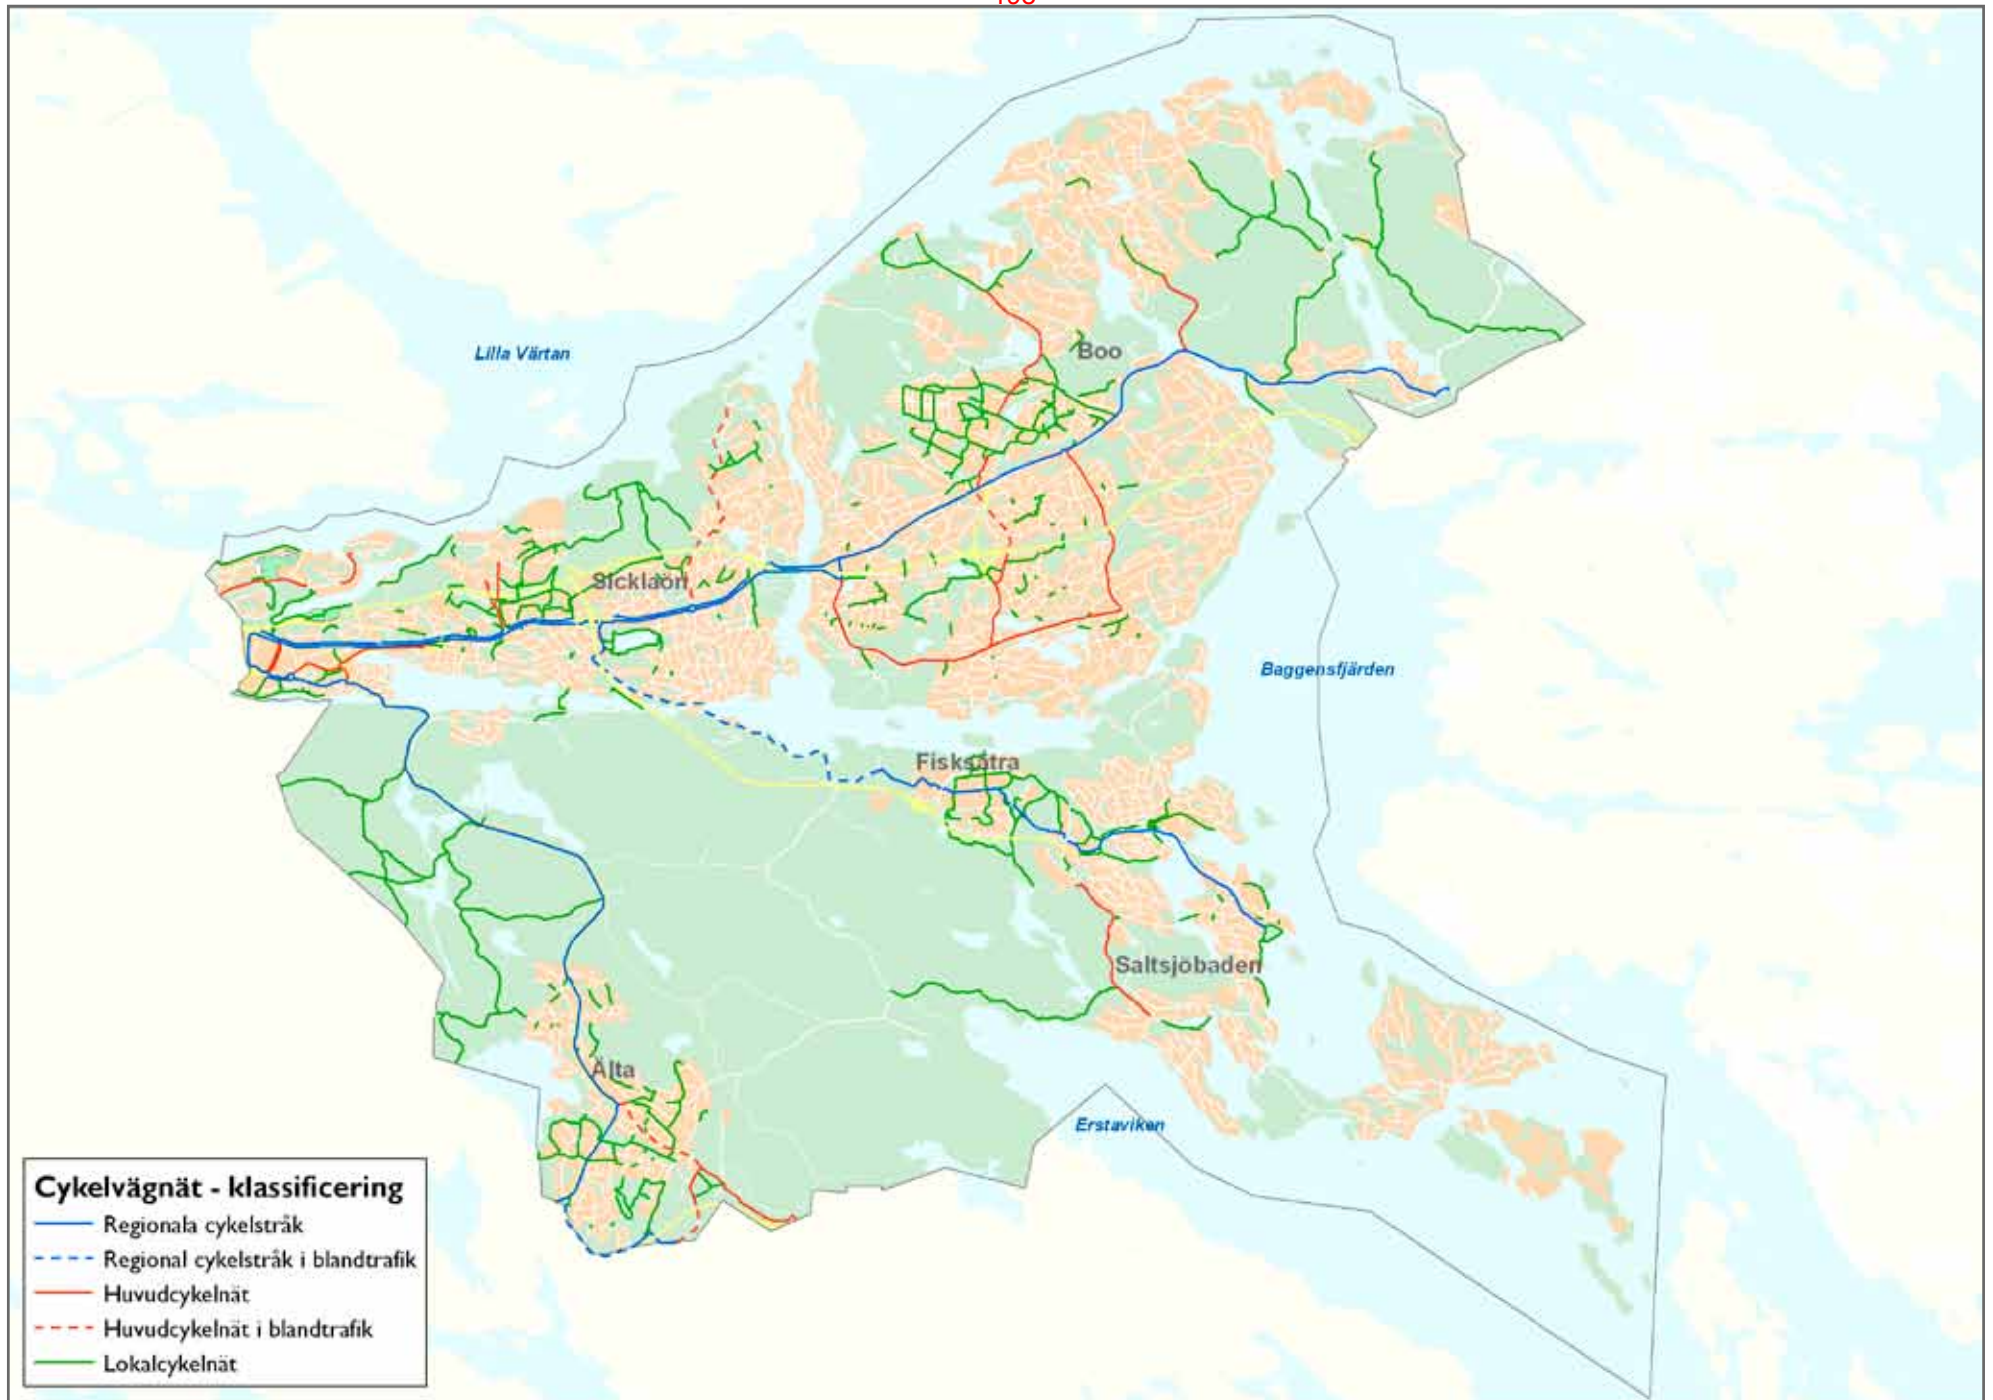 Lilla Värtan
Boo
Sicklaön
Baggensfjärden
Fisksätra
Saltsjöbaden
Älta
Erstaviken
Cykelvägnät - klassificering
Regionala cykelstråk
Regional cykelstråk i blandtrafik
Huvudcykelnät
Huvudcykelnät i blandtrafik
Lokalcykelnät